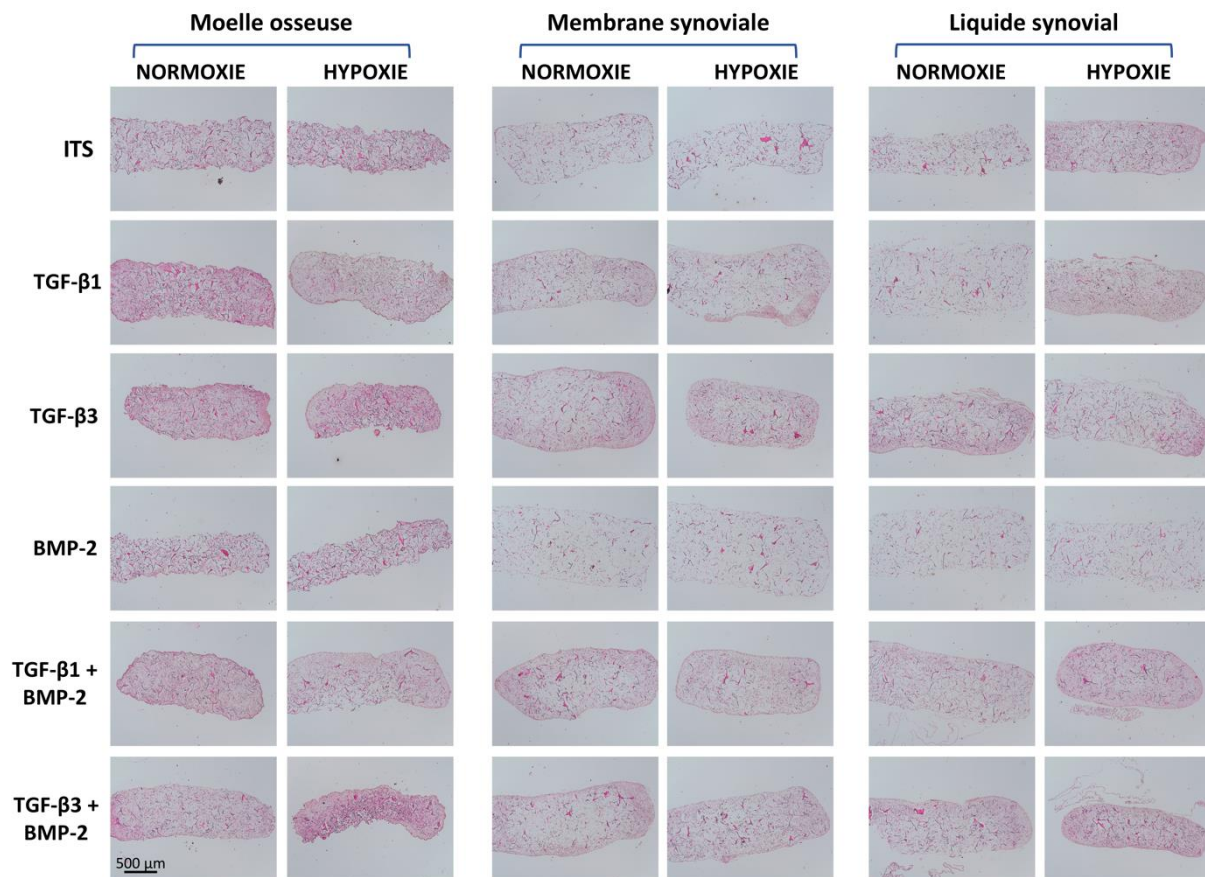 Moelle osseuse
Membrane synoviale
Liquide synovial
NORMOXIE
HYPOXIE
NORMOXIE
HYPOXIE
NORMOXIE
HYPOXIE
ITS
TGF-β1
TGF-β3
BMP-2
TGF-β1 +
BMP-2
TGF-β3 +
BMP-2
500 µm